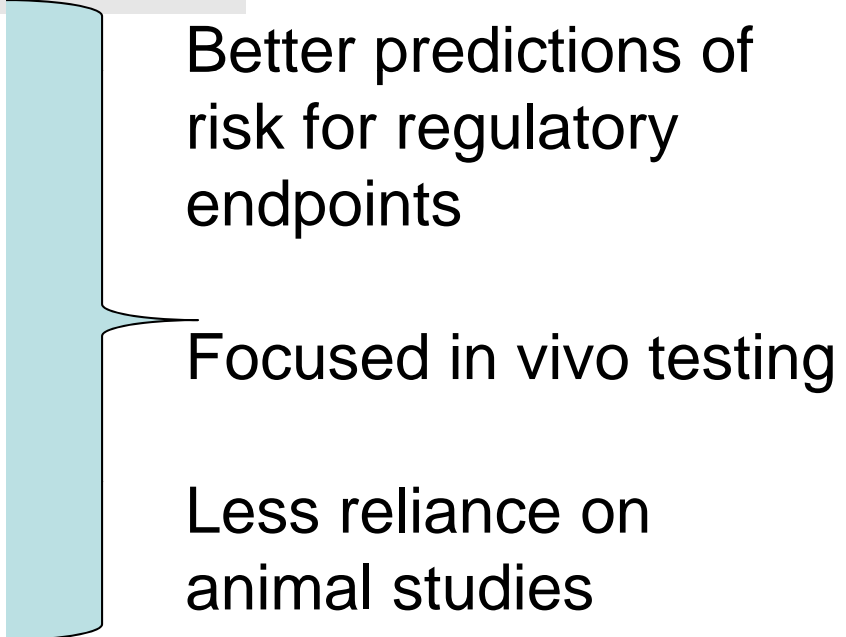 Better predictions of
risk for regulatory
endpoints
Focused in vivo testing
Less reliance on
animal studies